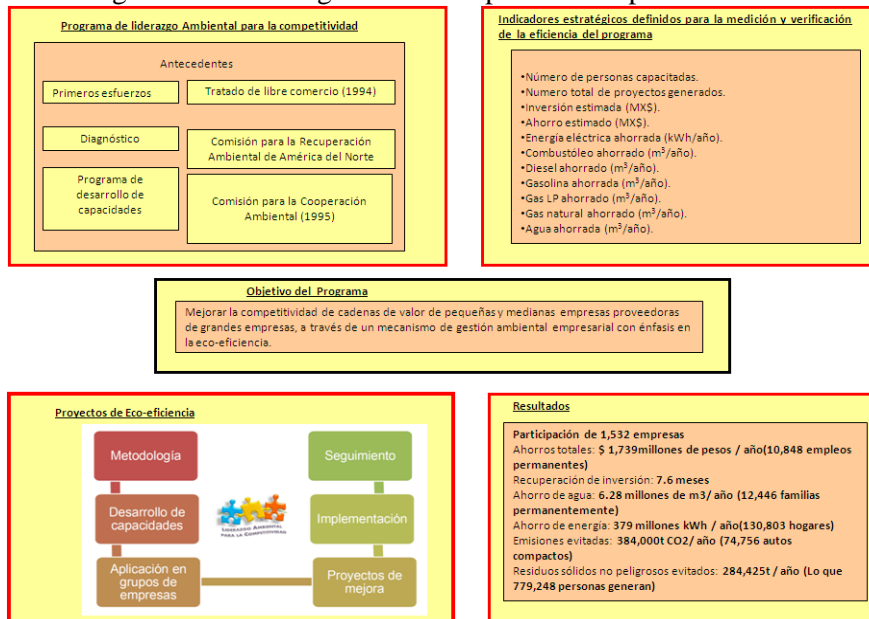 Programa de liderazgo Ambiental para la competitividad
Antecedentes
Primeros esfuerzos
Tratado de libre comercio (1994)
Diagnóstico
Comisión para la Recuperación
Ambiental de América del Norte
Programa de
desarrollo de
capacidades
Comisión para la Cooperación
Ambiental (1995)
Indicadores estratégicos definidos para la medición y verificación
de la eficiencia del programa
•Número de personas capacitadas.
•Numero total de proyectos generados.
•Inversión estimada (MX$).
•Ahorro estimado (MX$).
•Energía eléctrica ahorrada (kWh/año).
•Combustóleo ahorrado (m³/año).
•Diesel ahorrado (m³/año).
•Gasolina ahorrada (m³/año).
•Gas LP ahorrado (m³/año).
•Gas natural ahorrado (m³/año).
•Agua ahorrada (m³/año).
Objetivo del Programa
Mejorar la competitividad de cadenas de valor de pequeñas y medianas empresas proveedoras
de grandes empresas, a través de un mecanismo de gestión ambiental empresarial con énfasis en
la eco-eficiencia.
Proyectos de Eco-eficiencia
Metodología
Desarrollo de
capacidades
Aplicación en
grupos de
empresas
Proyectos de
mejora
Implementación
Seguimiento
LIDERAZGO AMBIENTAL
PARA LA COMPETITIVIDAD
Resultados
Participación de 1,532 empresas
Ahorros totales: $ 1,739millones de pesos / año(10,848 empleos
permanentes)
Recuperación de inversión: 7.6 meses
Ahorro de agua: 6.28 millones de m3/ año (12,446 familias
permanentemente)
Ahorro de energía: 379 millones kWh / año(130,803 hogares)
Emisiones evitadas: 384,000t CO2/ año (74,756 autos
compactos)
Residuos sólidos no peligrosos evitados: 284,425t / año (Lo que
779,248 personas generan)